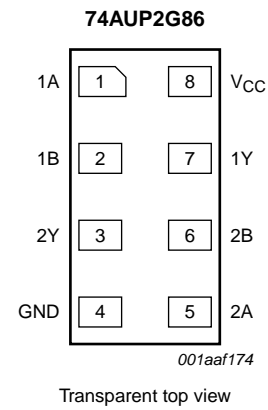 74AUP2G86
1A 1 8 VCC
1B 2 7 1Y
2Y 3 6 2B
GND 4 5 2A
001aaf174
Transparent top view